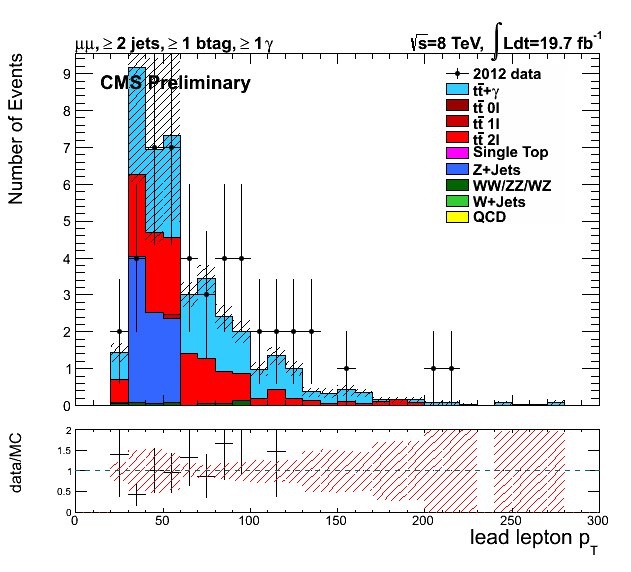 μμ, ≥ 2 jets, ≥ 1 btag, ≥ 1 γ
√s=8 TeV, ∫ Ldt=19.7 fb⁻¹
CMS Preliminary
Number of Events
9
8
7
6
5
4
3
2
1
0
2012 data
tt̄+γ
tt̄ 0l
tt̄ 1l
tt̄ 2l
Single Top
Z+Jets
WW/ZZ/WZ
W+Jets
QCD
data/MC
2
1.5
1
0.5
0
0 50 100 150 200 250 300
lead lepton p_T